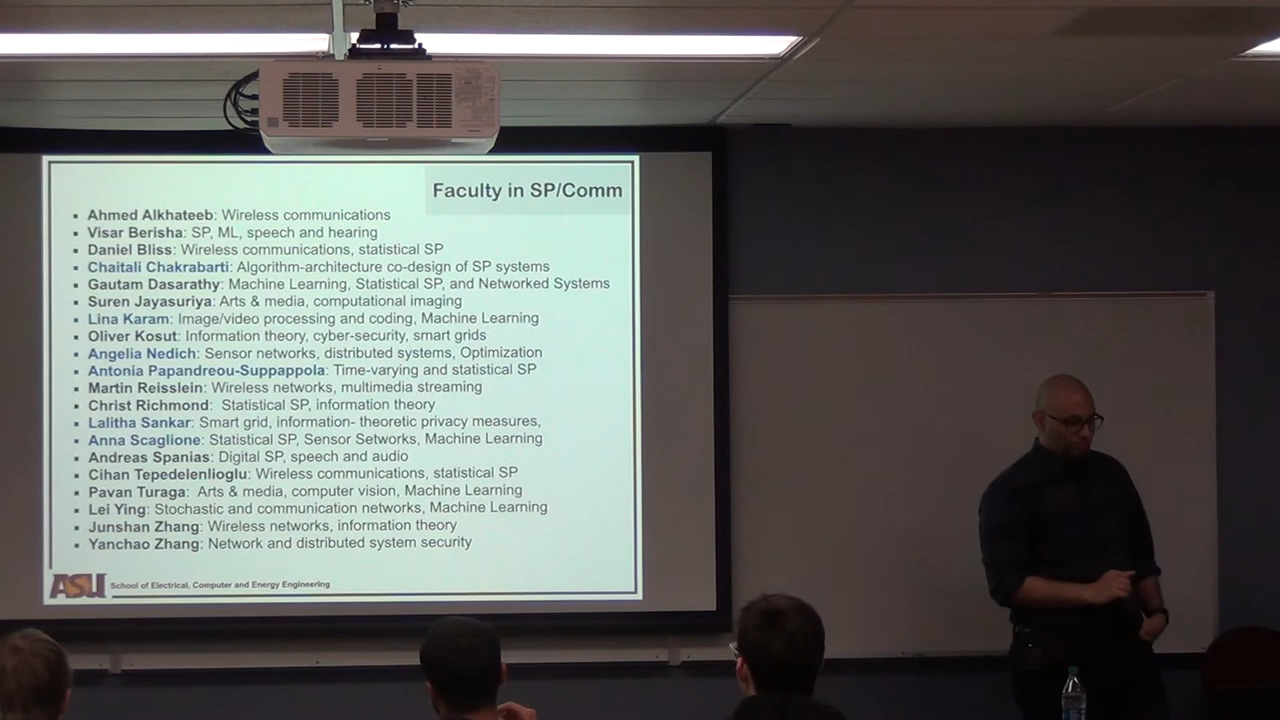 Faculty in SP/Comm
▪ Ahmed Alkhateeb: Wireless communications
▪ Visar Berisha: SP, ML, speech and hearing
▪ Daniel Bliss: Wireless communications, statistical SP
▪ Chaitali Chakrabarti: Algorithm-architecture co-design of SP systems
▪ Gautam Dasarathy: Machine Learning, Statistical SP, and Networked Systems
▪ Suren Jayasuriya: Arts & media, computational imaging
▪ Lina Karam: Image/video processing and coding, Machine Learning
▪ Oliver Kosut: Information theory, cyber-security, smart grids
▪ Angelia Nedich: Sensor networks, distributed systems, Optimization
▪ Antonia Papandreou-Suppappola: Time-varying and statistical SP
▪ Martin Reisslein: Wireless networks, multimedia streaming
▪ Christ Richmond: Statistical SP, information theory
▪ Lalitha Sankar: Smart grid, information- theoretic privacy measures,
▪ Anna Scaglione: Statistical SP, Sensor Setworks, Machine Learning
▪ Andreas Spanias: Digital SP, speech and audio
▪ Cihan Tepedelenlioglu: Wireless communications, statistical SP
▪ Pavan Turaga: Arts & media, computer vision, Machine Learning
▪ Lei Ying: Stochastic and communication networks, Machine Learning
▪ Junshan Zhang: Wireless networks, information theory
▪ Yanchao Zhang: Network and distributed system security
ASU School of Electrical, Computer and Energy Engineering